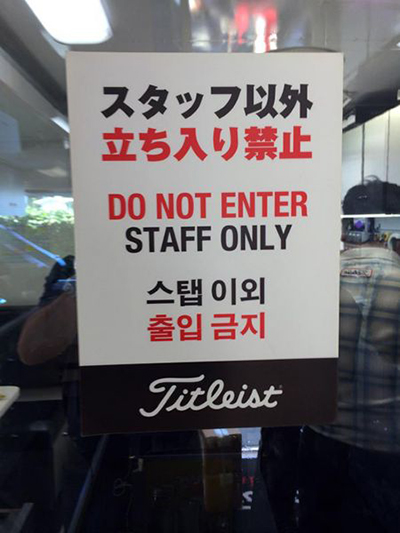 スタッフ以外
立ち入り禁止
DO NOT ENTER
STAFF ONLY
스탭 이외
출입 금지
Titleist